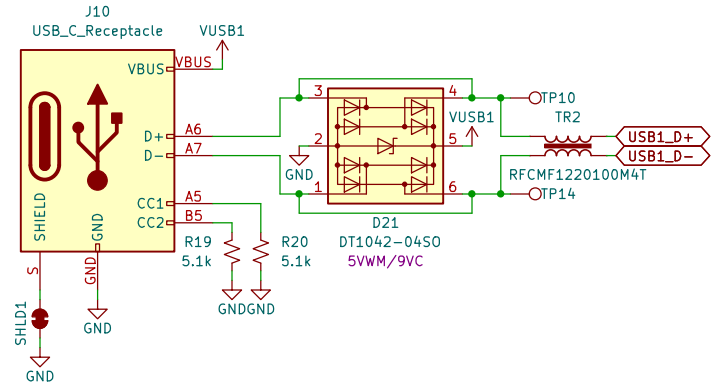 J10
USB_C_Receptacle
VUSB1
VBUS
VBUS
3
4
TP10
TR2
VUSB1
D+
A6
2
5
USB1_D+
D-
A7
USB1_D-
GND
RFCMF1220100M4T
1
6
TP14
CC1
A5
SHIELD
GND
CC2
B5
D21
R19
R20
DT1042-04SO
5.1k
5.1k
5VWM/9VC
S
GND
SHLD1
GND
GND
GND
GND